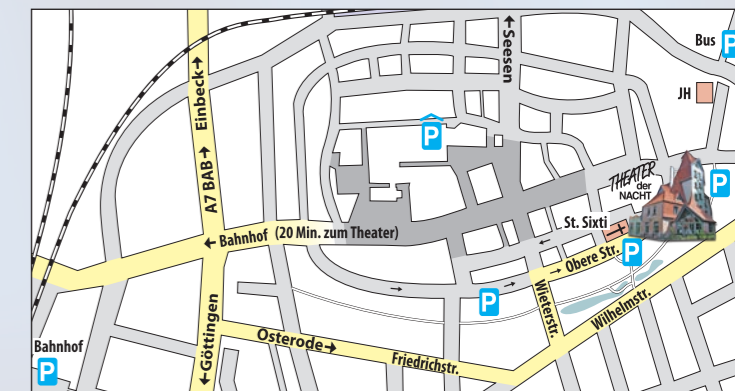 Seesen
Bus
P
Einbeck
JH
P
A7 BAB
THEATER
der
NACHT
P
St. Sixti
Bahnhof (20 Min. zum Theater)
P
Obere Str.
P
Wieterstr.
Wilhelmstr.
Göttingen
Osterode
Friedrichstr.
Bahnhof
P